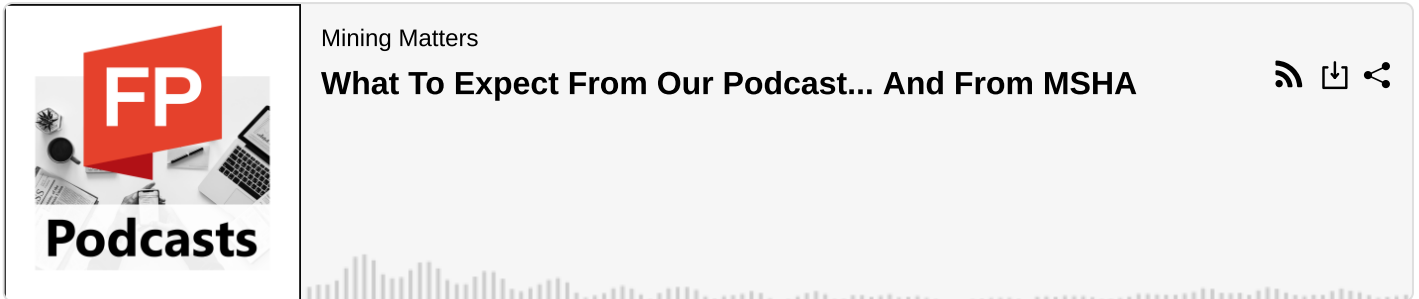 FP
Podcasts
Mining Matters
What To Expect From Our Podcast... And From MSHA